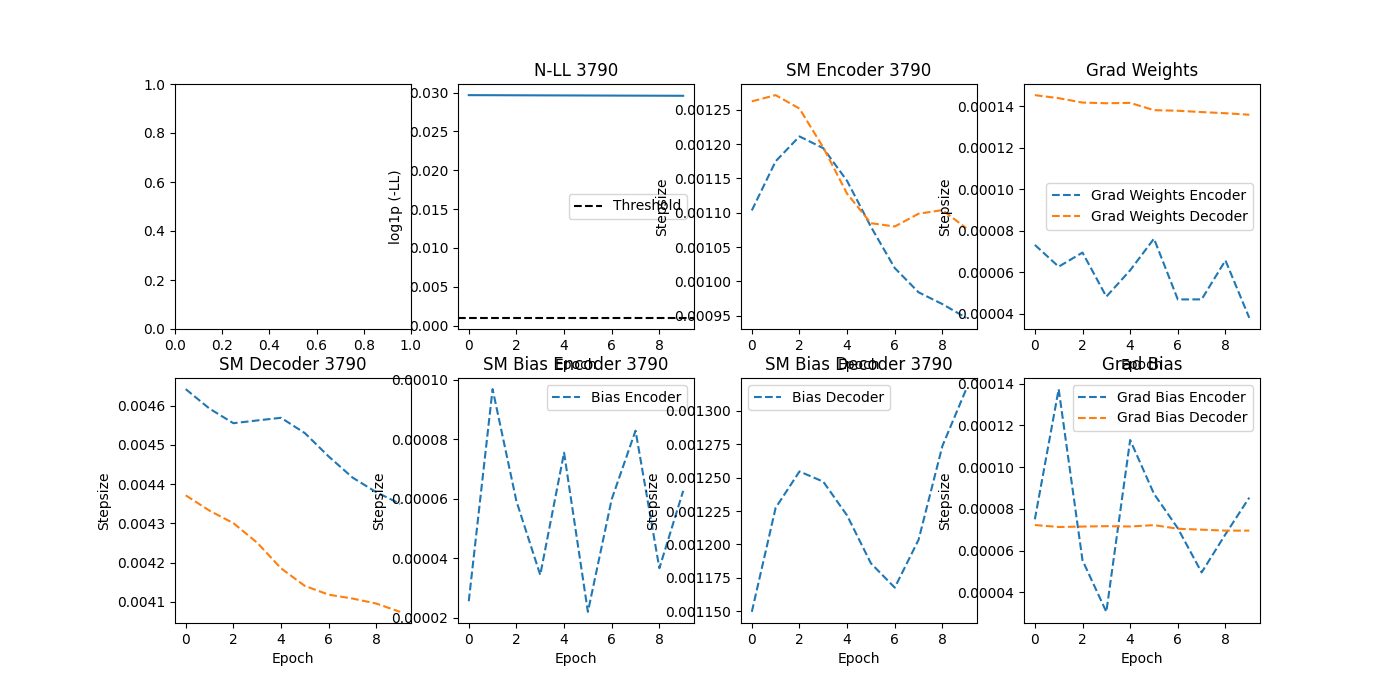 N-LL 3790
SM Encoder 3790
Grad Weights
1.0
0.8
0.6
0.4
0.2
0.0
0.0 0.2 0.4 0.6 0.8 1.0
log1p (-LL)
0.030
0.025
0.020
0.015
0.010
0.005
0.000
Threshold
0 2 4 6 8
Epoch
Stepsize
0.00125
0.00120
0.00115
0.00110
0.00105
0.00100
0.00095
0 2 4 6 8
Epoch
Stepsize
0.00014
0.00012
0.00010
0.00008
0.00006
0.00004
Grad Weights Encoder
Grad Weights Decoder
0 2 4 6 8
Epoch
SM Decoder 3790
SM Bias Encoder 3790
SM Bias Decoder 3790
Grad Bias
Stepsize
0.0046
0.0045
0.0044
0.0043
0.0042
0.0041
0 2 4 6 8
Epoch
Stepsize
0.00010
0.00008
0.00006
0.00004
0.00002
Bias Encoder
0 2 4 6 8
Epoch
Stepsize
0.001300
0.001275
0.001250
0.001225
0.001200
0.001175
0.001150
Bias Decoder
0 2 4 6 8
Epoch
Stepsize
0.00014
0.00012
0.00010
0.00008
0.00006
0.00004
Grad Bias Encoder
Grad Bias Decoder
0 2 4 6 8
Epoch